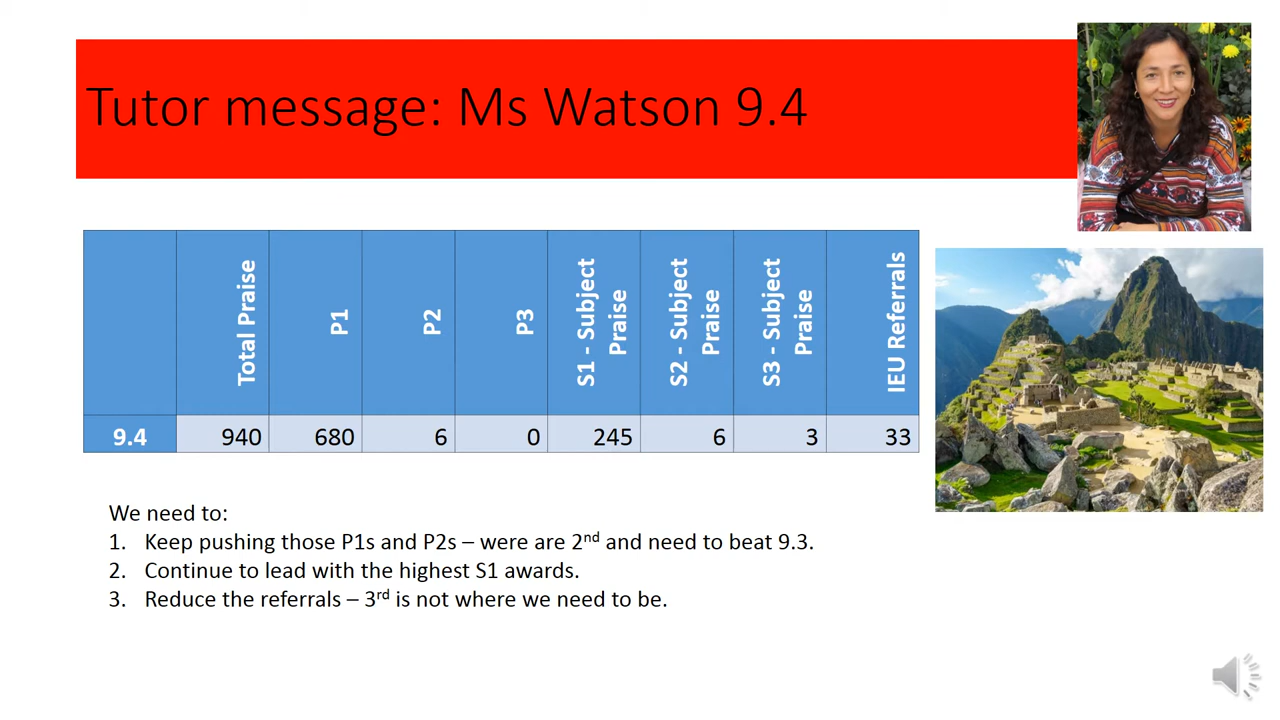 Tutor message: Ms Watson 9.4
Total Praise
P1
P2
P3
S1 - Subject
Praise
S2 - Subject
Praise
S3 - Subject
Praise
IEU Referrals
9.4 940 680 6 0 245 6 3 33
We need to:
1. Keep pushing those P1s and P2s – were are 2nd and need to beat 9.3.
2. Continue to lead with the highest S1 awards.
3. Reduce the referrals – 3rd is not where we need to be.